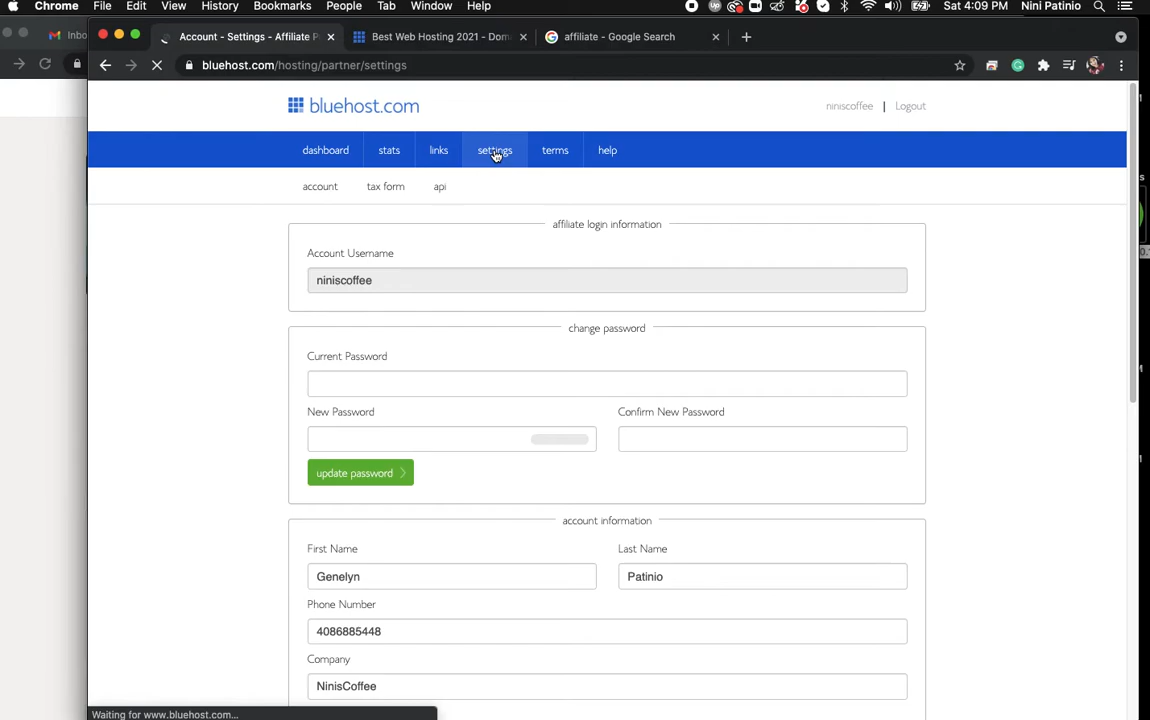 Chrome File Edit View History Bookmarks People Tab Window Help Sat 4:09 PM Nini Patinio
Inbo
Account - Settings - Affiliate P
Best Web Hosting 2021 - Doma
affiliate - Google Search
bluehost.com/hosting/partner/settings
bluehost.com
niniscoffee | Logout
dashboard stats links settings terms help
account tax form api
affiliate login information
Account Username
niniscoffee
change password
Current Password
New Password Confirm New Password
update password
account information
First Name Last Name
Genelyn Patinio
Phone Number
4086885448
Company
NinisCoffee
Waiting for www.bluehost.com...